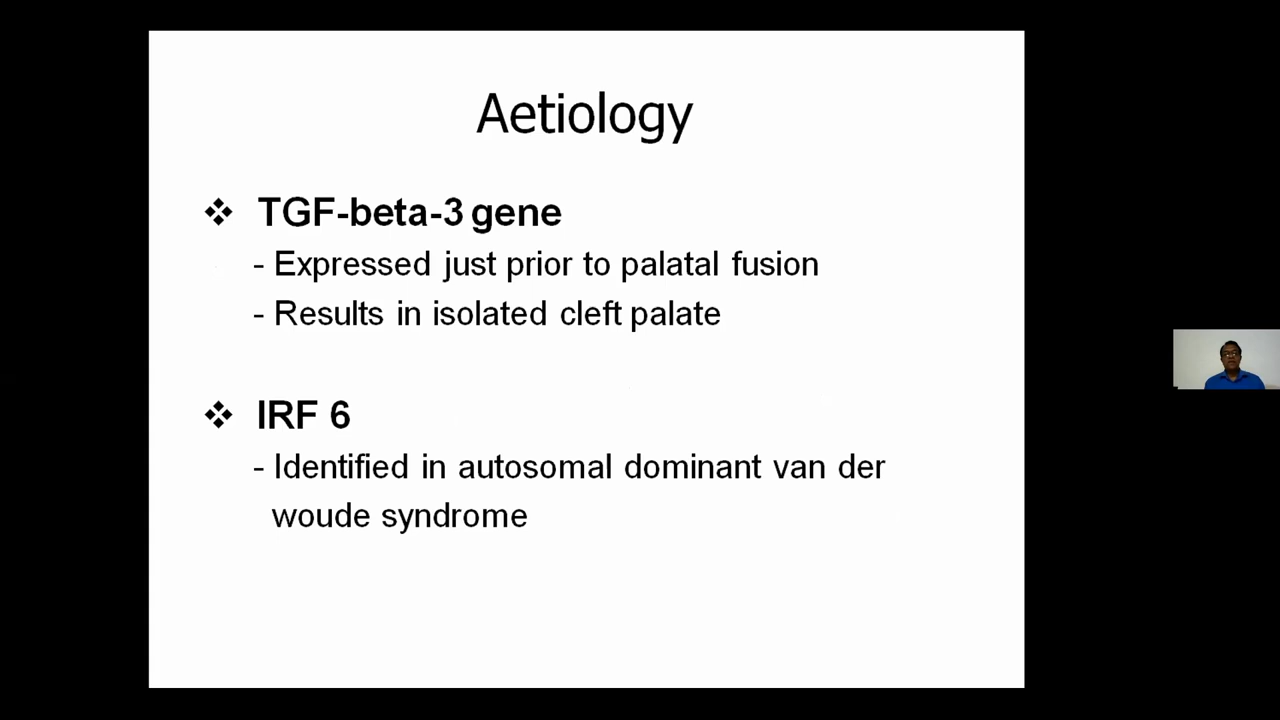 Aetiology
❖ TGF-beta-3 gene
- Expressed just prior to palatal fusion
- Results in isolated cleft palate
❖ IRF 6
- Identified in autosomal dominant van der
woude syndrome